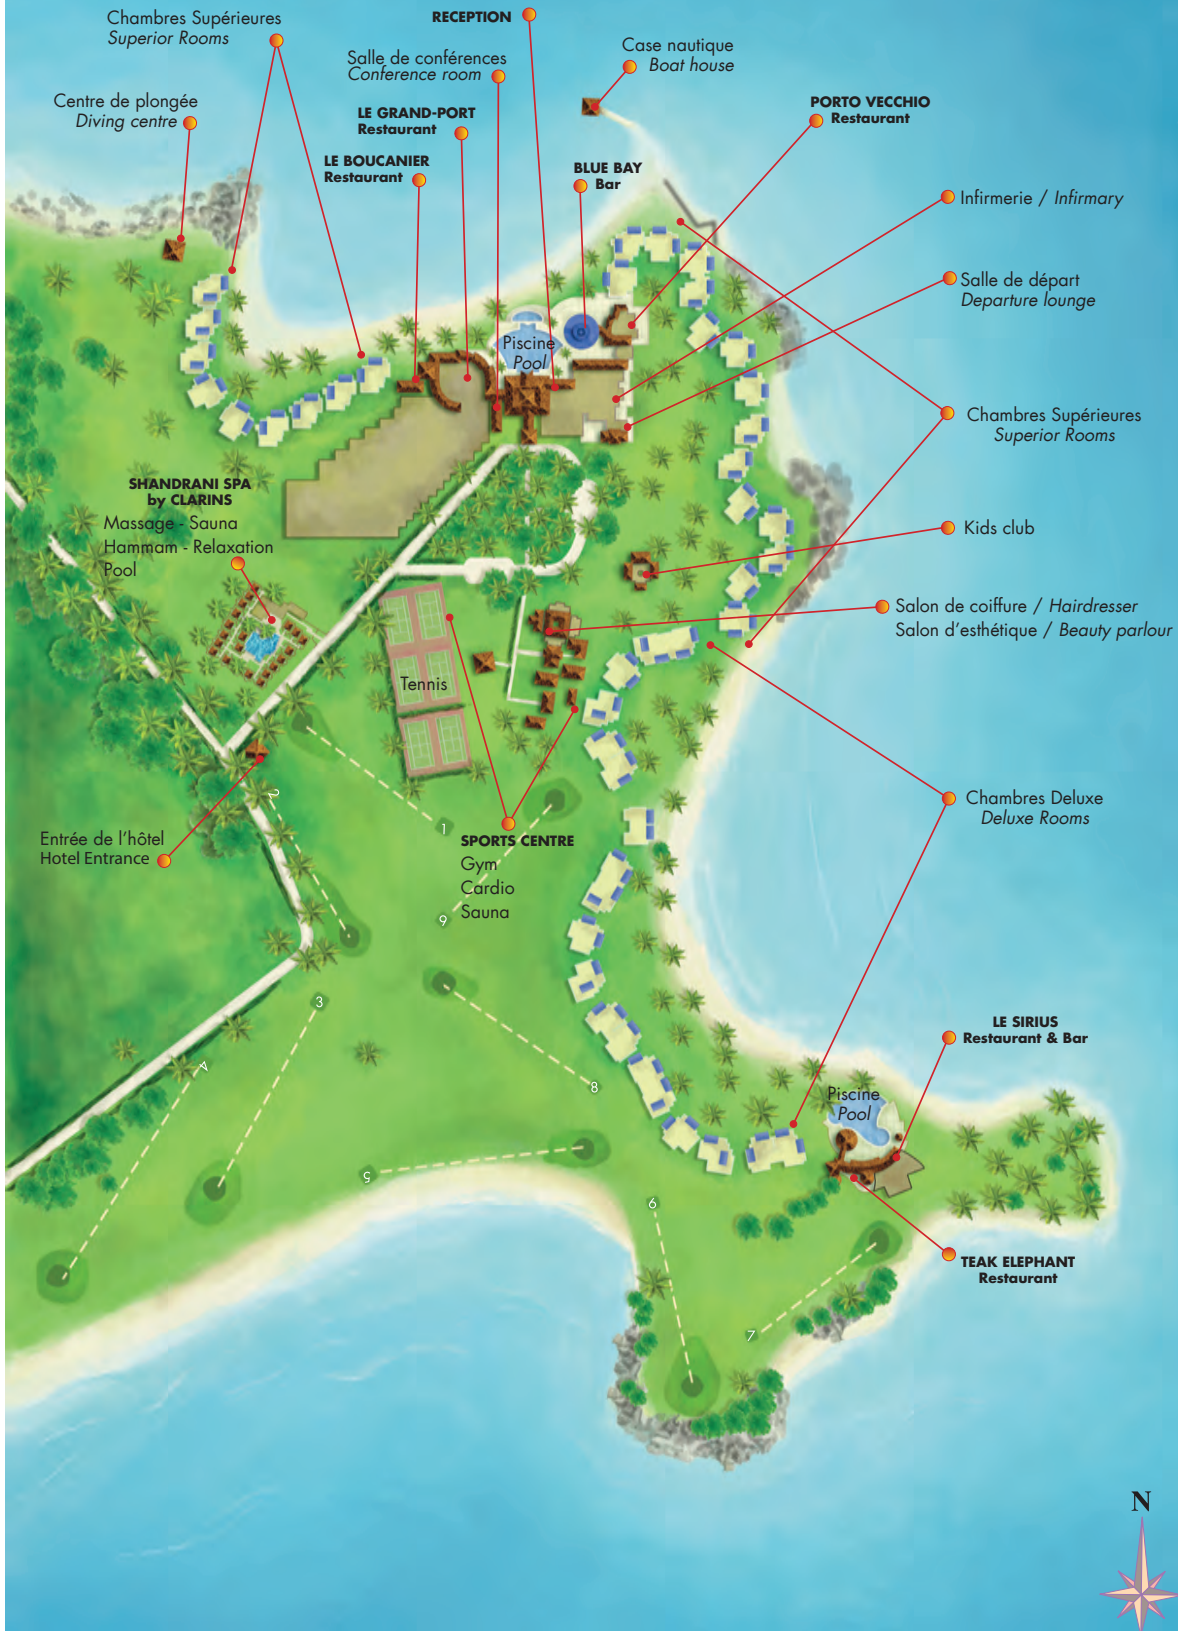 Chambres Supérieures
Superior Rooms
RECEPTION
Salle de conférences
Conference room
Case nautique
Boat house
Centre de plongée
Diving centre
LE GRAND-PORT
Restaurant
PORTO VECCHIO
Restaurant
LE BOUCANIER
Restaurant
BLUE BAY
Bar
Infirmerie / Infirmary
Salle de départ
Departure lounge
Piscine
Pool
Chambres Supérieures
Superior Rooms
SHANDRANI SPA
by CLARINS
Massage - Sauna
Hammam - Relaxation
Pool
Kids club
Salon de coiffure / Hairdresser
Salon d'esthétique / Beauty parlour
Tennis
2
1
Chambres Deluxe
Deluxe Rooms
Entrée de l'hôtel
Hotel Entrance
SPORTS CENTRE
Gym
Cardio
Sauna
9
3
LE SIRIUS
Restaurant & Bar
4
8
Piscine
Pool
5
6
TEAK ELEPHANT
Restaurant
7
N